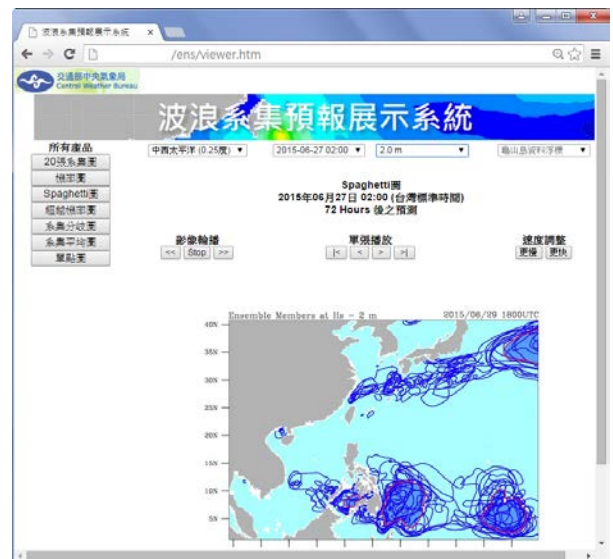 波浪系集預報展示系統 ×
/ens/viewer.htm
交通部中央氣象局
Central Weather Bureau
波浪系集預報展示系統
所有產品
20張系集圖
機率圖
Spaghetti圖
系集分歧圖
系集平均圖
單點圖
中西太平洋 (0.25度) ▼
2015-06-27 02:00 ▼
2.0 m ▼
龜山島資料浮標 ▼
Spaghetti圖
2015年06月27日 02:00 (台灣標準時間)
72 Hours 後之預測
影像輪播
<< Stop >>
單張播放
|< < > >|
速度調整
更慢 更快
Ensemble Members at Hs - 2 m 2015/06/29 1800UTC
40N
35N
30N
25N
20N
15N
10N
5N